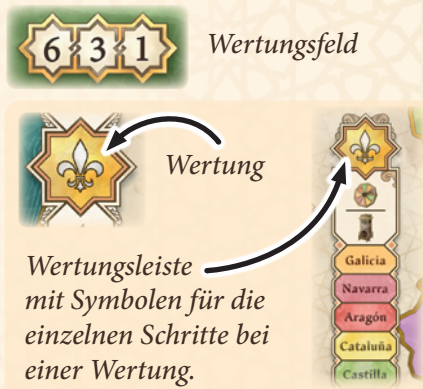 6 3 1
Wertungsfeld
Wertung
Wertungsleiste
mit Symbolen für die
einzelnen Schritte bei
einer Wertung.
Galicia
Navarra
Aragón
Cataluña
Castilla